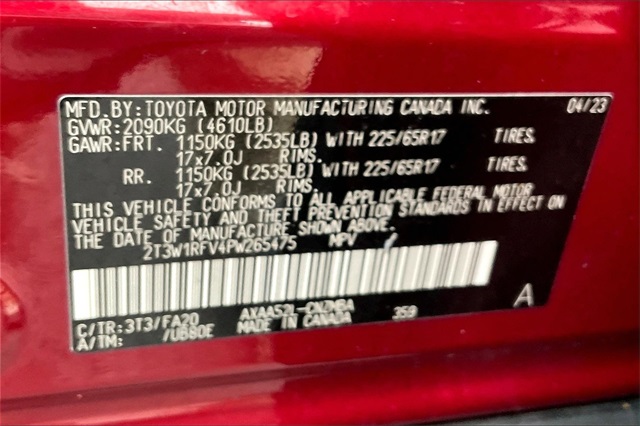 MFD. BY: TOYOTA MOTOR MANUFACTURING CANADA INC. 04/23
GVWR: 2090KG (4610LB)
GAWR: FRT. 1150KG (2535LB) WITH 225/65R17 TIRES,
17x7.0J RIMS.
RR. 1150KG (2535LB) WITH 225/65R17 TIRES,
17x7.0J RIMS.
THIS VEHICLE CONFORMS TO ALL APPLICABLE FEDERAL MOTOR
VEHICLE SAFETY AND THEFT PREVENTION STANDARDS IN EFFECT ON
THE DATE OF MANUFACTURE SHOWN ABOVE.
2T3W1RFV4PW265475 MPV
C/TR: 3T3/FA20 AXAA52L-CNZMBA 359 A
A/TM: /UB80E MADE IN CANADA